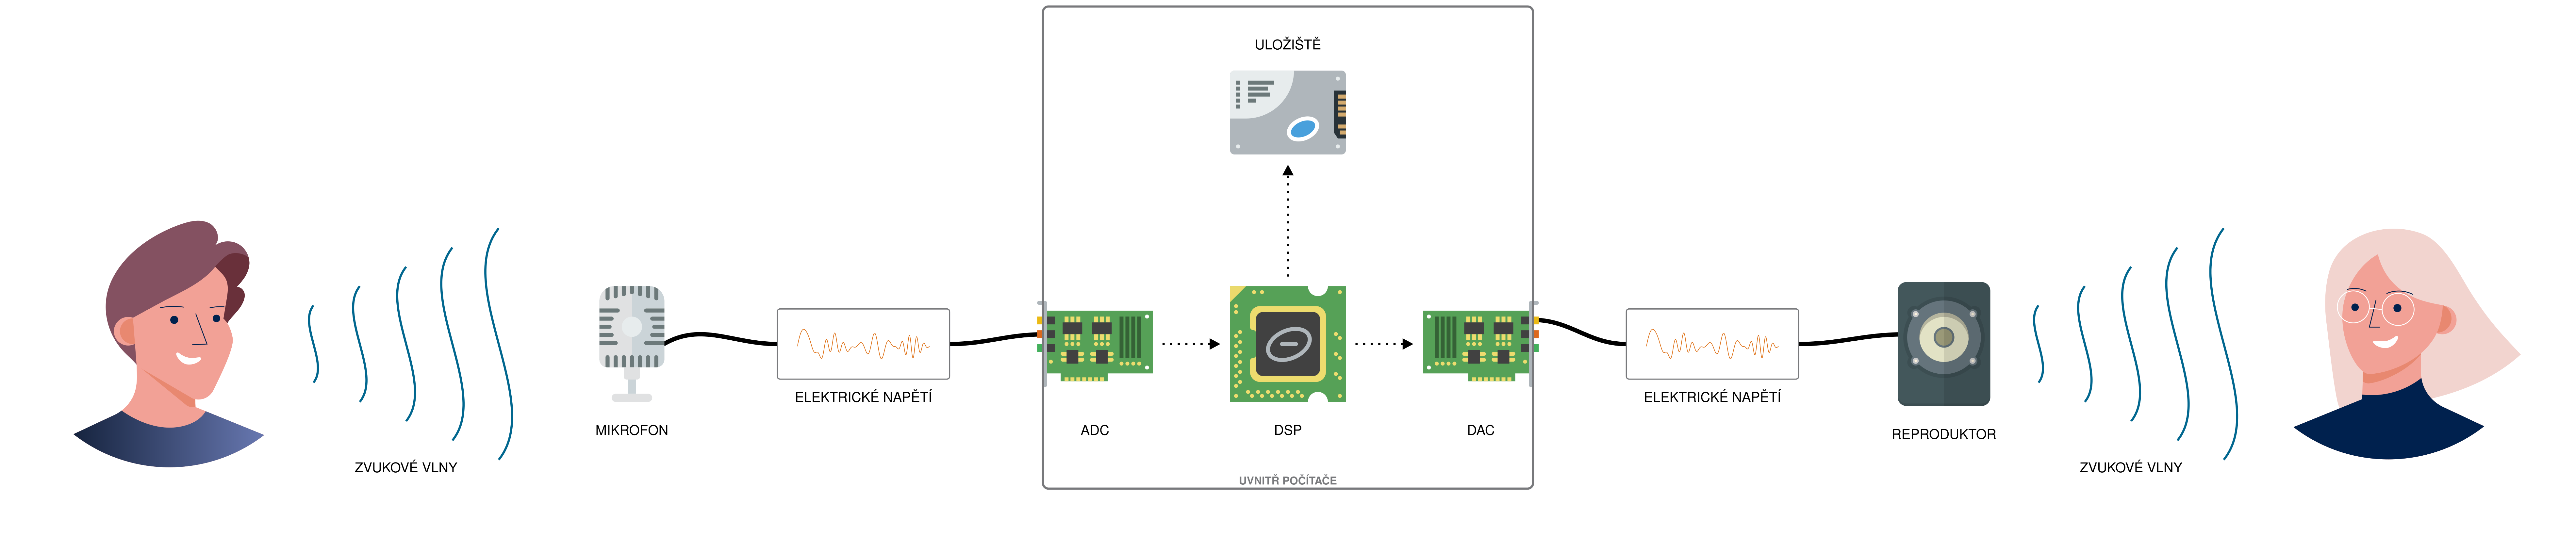 ULOŽIŠTĚ
ELEKTRICKÉ NAPĚTÍ
ELEKTRICKÉ NAPĚTÍ
MIKROFON
ADC
DSP
DAC
REPRODUKTOR
ZVUKOVÉ VLNY
ZVUKOVÉ VLNY
UVNITŘ POČÍTAČE